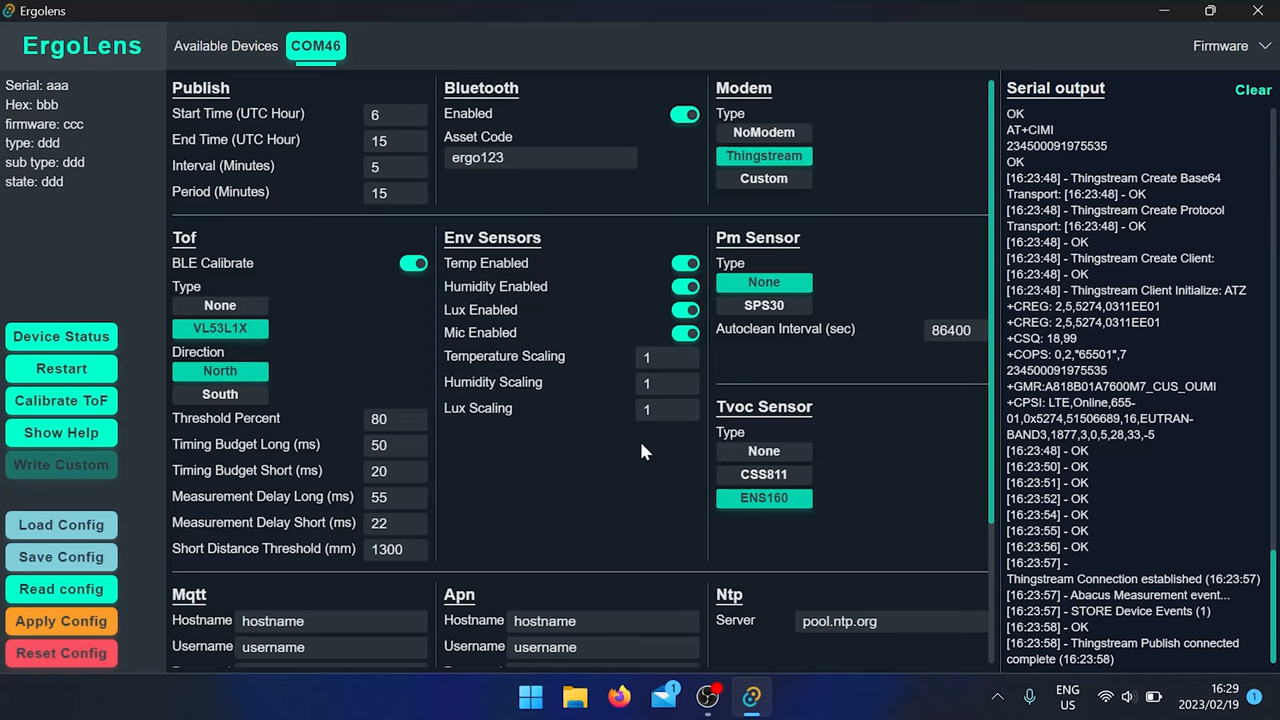 Ergolens
ErgoLens
Available Devices
COM46
Firmware
Serial: aaa
Hex: bbb
firmware: ccc
type: ddd
sub type: ddd
state: ddd
Device Status
Restart
Calibrate ToF
Show Help
Write Custom
Load Config
Save Config
Read config
Apply Config
Reset Config
Publish
Start Time (UTC Hour) 6
End Time (UTC Hour) 15
Interval (Minutes) 5
Period (Minutes) 15
Bluetooth
Enabled
Asset Code
ergo123
Modem
Type
NoModem
Thingstream
Custom
Tof
BLE Calibrate
Type
None
VL53L1X
Direction
North
South
Threshold Percent 80
Timing Budget Long (ms) 50
Timing Budget Short (ms) 20
Measurement Delay Long (ms) 55
Measurement Delay Short (ms) 22
Short Distance Threshold (mm) 1300
Env Sensors
Temp Enabled
Humidity Enabled
Lux Enabled
Mic Enabled
Temperature Scaling 1
Humidity Scaling 1
Lux Scaling 1
Pm Sensor
Type
None
SPS30
Autoclean Interval (sec) 86400
Tvoc Sensor
Type
None
CSS811
ENS160
Mqtt
Hostname hostname
Username username
Apn
Hostname hostname
Username username
Ntp
Server pool.ntp.org
Serial output
Clear
OK
AT+CIMI
234500091975535
OK
[16:23:48] - Thingstream Create Base64
Transport: [16:23:48] - OK
[16:23:48] - Thingstream Create Protocol
Transport: [16:23:48] - OK
[16:23:48] - OK
[16:23:48] - Thingstream Create Client:
[16:23:48] - OK
[16:23:48] - Thingstream Client Initialize: ATZ
+CREG: 2,5,5274,0311EE01
+CREG: 2,5,5274,0311EE01
+CSQ: 18,99
+COPS: 0,2,"65501",7
234500091975535
+GMR:A818B01A7600M7_CUS_OUMI
+CPSI: LTE,Online,655-
01,0x5274,51506689,16,EUTRAN-
BAND3,1877,3,0,5,28,33,-5
[16:23:48] - OK
[16:23:50] - OK
[16:23:51] - OK
[16:23:52] - OK
[16:23:54] - OK
[16:23:55] - OK
[16:23:56] - OK
[16:23:57] -
Thingstream Connection established (16:23:57)
[16:23:57] - Abacus Measurement event...
[16:23:57] - STORE Device Events (1)
[16:23:58] - OK
[16:23:58] - Thingstream Publish connected
complete (16:23:58)
1
ENG
US
16:29
2023/02/19
1